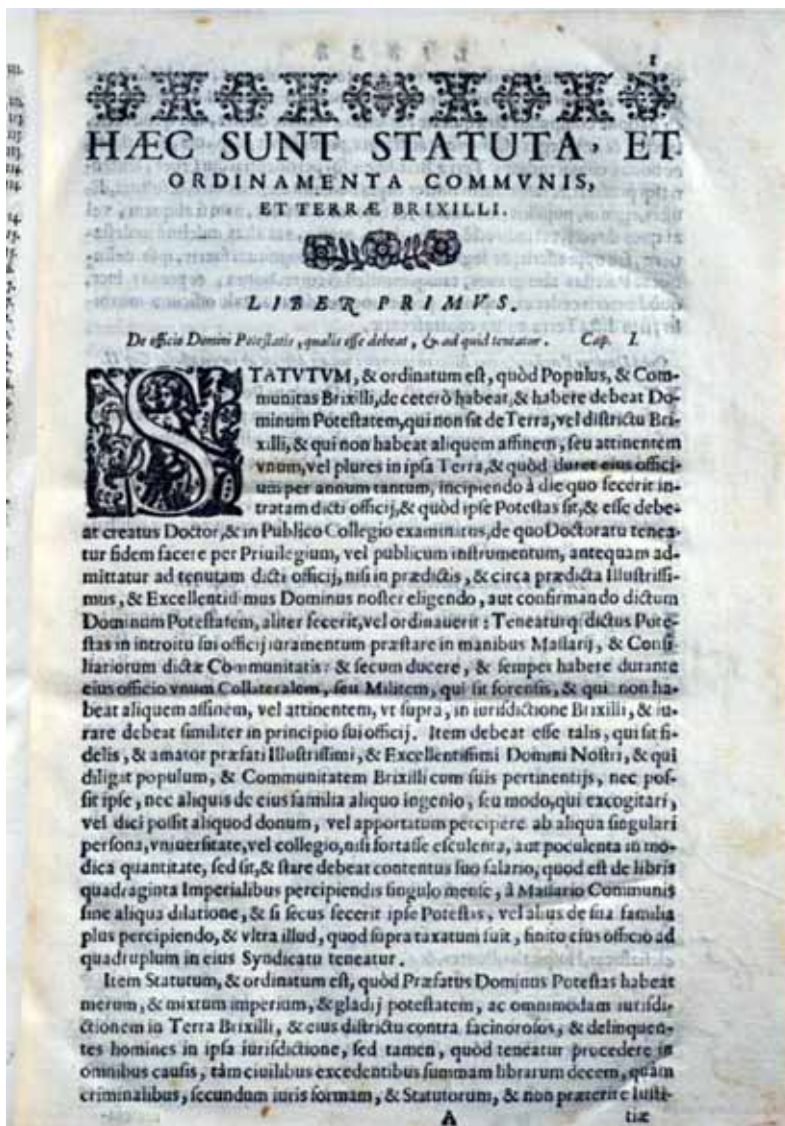 1
HÆC SUNT STATUTA, ET
ORDINAMENTA COMMVNIS,
ET TERRÆ BRIXILLI.
LIBER PRIMVS.
De officio Domini Potestatis, qualis esse debeat, & ad quid teneatur. Cap. I.
STATVTVM, & ordinatum est, quòd Populus, & Com-
munitas Brixilli, de ceterò habeat, & habere debeat Do-
minum Potestatem, qui non sit de Terra, vel districtu Bri-
xilli, & qui non habeat aliquem affinem, seu attinentem
vnum, vel plures in ipsa Terra, & quòd duret eius offici-
um per annum tantum, incipiendo à die quo fecerit in-
tratam dicti officij, & quòd ipse Potestas sit, & esse debe-
at creatus Doctor, & in Publico Collegio examinatus, de quo Doctoratu tenea-
tur fidem facere per Priuilegium, vel publicum instrumentum, antequam ad-
mittatur ad tenutam dicti officij, nisi in prædictis, & circa prædicta Illustrissi-
mus, & Excellentissimus Dominus noster eligendo, aut confirmando dictum
Dominum Potestatem, aliter fecerit, vel ordinauerit: Teneaturq; dictus Pote-
stas in introitu sui officij iuramentum præstare in manibus Massarij, & Consi-
liariorum dictæ Communitatis: & secum ducere, & semper habere durante
eius officio vnum Collateralem, seu Militem, qui sit forensis, & qui non ha-
beat aliquem affinem, vel attinentem, vt supra, in iurisdictione Brixilli, & iu-
rare debeat similiter in principio sui officij. Item debeat esse talis, qui sit fi-
delis, & amator præfati Illustrissimi, & Excellentissimi Domini Nostri, & qui
diligat populum, & Communitatem Brixilli cum suis pertinentijs, nec pos-
sit ipse, nec aliquis de eius familia aliquo ingenio, seu modo, qui excogitari,
vel dici possit aliquod donum, vel apportatum percipere ab aliqua singulari
persona, vniuersitate, vel collegio, nisi fortasse esculenta, aut poculenta in mo-
dica quantitate, sed sit, & stare debeat contentus suo salario, quod est de libris
quadraginta Imperialibus percipiendis singulo mense, à Massario Communis
sine aliqua dilatione, & si secus fecerit ipse Potestas, vel alius de sua familia
plus percipiendo, & vltra illud, quod supra taxatum fuit, finito eius officio ad
quadruplum in eius Syndicatu teneatur.
Item Statutum, & ordinatum est, quòd Præfatus Dominus Potestas habeat
merum, & mixtum imperium, & gladij potestatem, ac omnimodam iurisdi-
ctionem in Terra Brixilli, & eius districtu contra facinorosos, & delinquen-
tes homines in ipsa iurisdictione, sed tamen, quòd teneatur procedere in
omnibus causis, tàm ciuilibus excedentibus summam librarum decem, quàm
criminalibus, secundum iuris formam, & Statutorum, & non præterire Iusti-
A tiæ